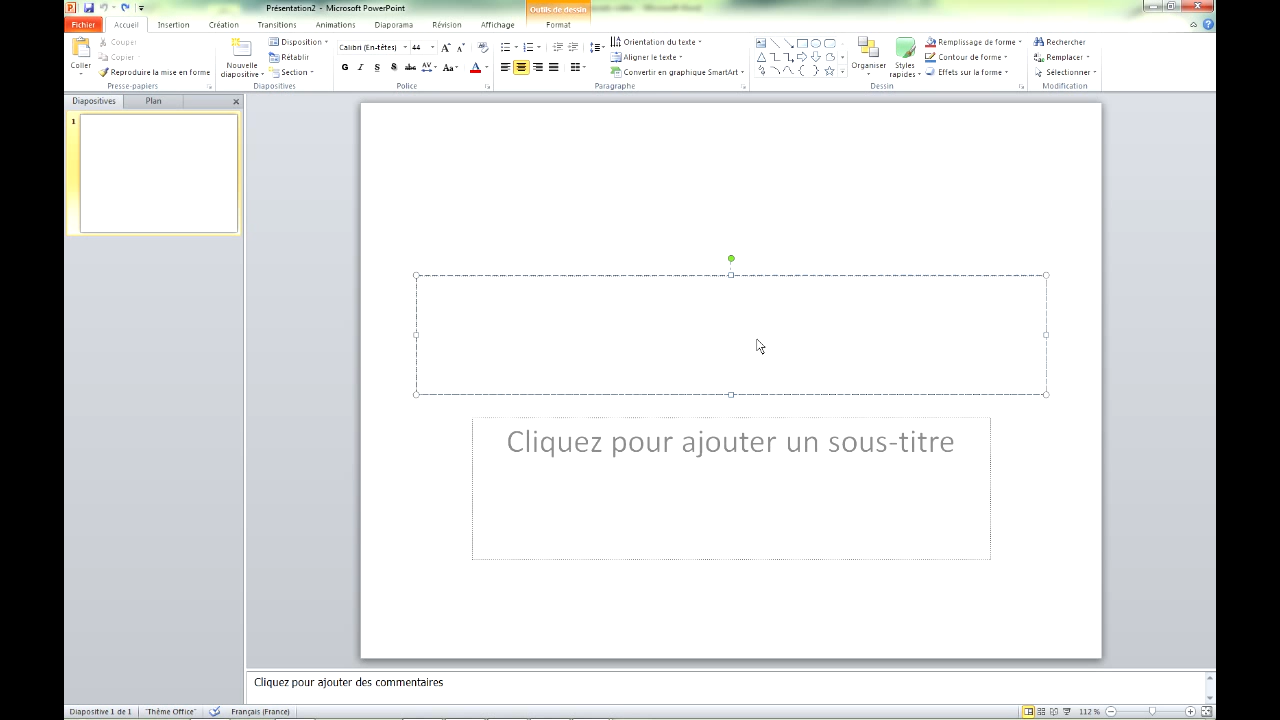 Présentation2 - Microsoft PowerPoint
Outils de dessin
Fichier Accueil Insertion Création Transitions Animations Diaporama Révision Affichage Format
Coller
Couper
Copier
Reproduire la mise en forme
Presse-papiers
Nouvelle diapositive
Disposition
Rétablir
Section
Diapositives
Calibri (En-têtes) 44
G I S S abc AV Aa A
Police
Orientation du texte
Aligner le texte
Convertir en graphique SmartArt
Paragraphe
Organiser
Styles rapides
Remplissage de forme
Contour de forme
Effets sur la forme
Dessin
Rechercher
Remplacer
Sélectionner
Modification
Diapositives Plan
1
Cliquez pour ajouter un sous-titre
Cliquez pour ajouter des commentaires
Diapositive 1 de 1 "Thème Office" Français (France) 112 %